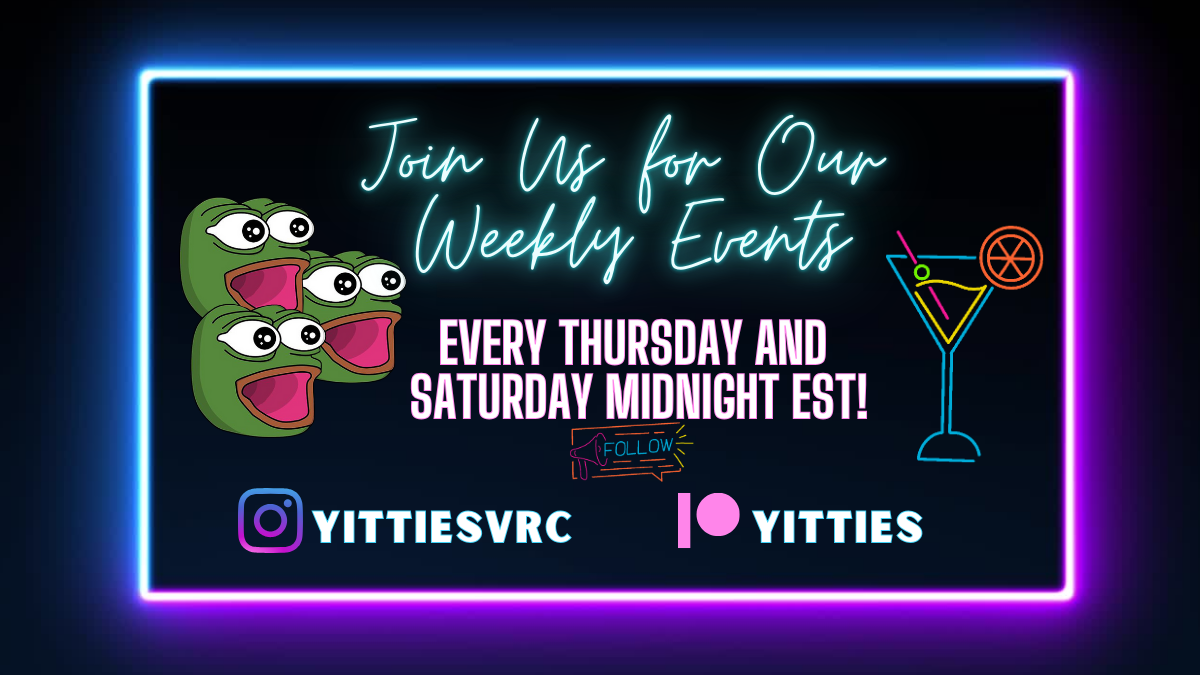 Join Us for Our
Weekly Events
EVERY THURSDAY AND
SATURDAY MIDNIGHT EST!
FOLLOW
YITTIESVRC
YITTIES